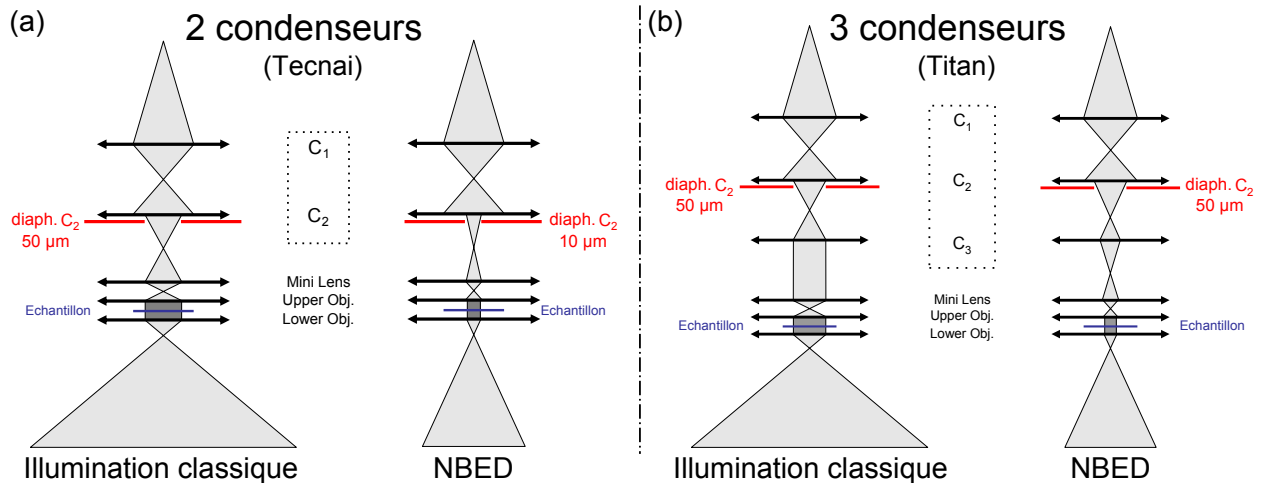 (a)
2 condenseurs
(Tecnai)
C1
C2
diaph. C2
50 µm
diaph. C2
10 µm
Mini Lens
Upper Obj.
Lower Obj.
Echantillon
Echantillon
Illumination classique
NBED
(b)
3 condenseurs
(Titan)
C1
C2
C3
diaph. C2
50 µm
diaph. C2
50 µm
Mini Lens
Upper Obj.
Lower Obj.
Echantillon
Echantillon
Illumination classique
NBED